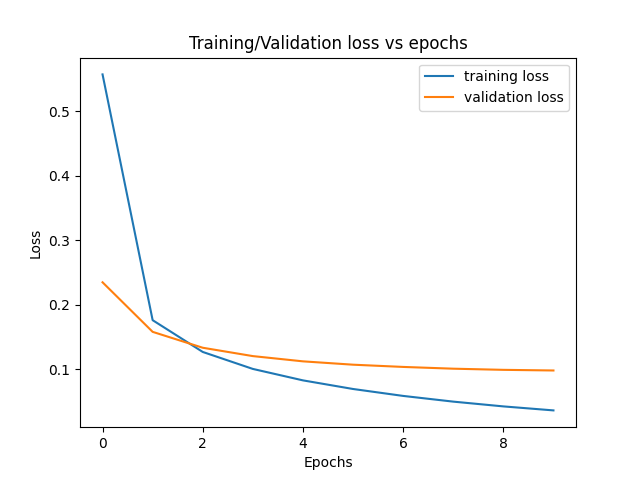 Training/Validation loss vs epochs
training loss
validation loss
Loss
0.5
0.4
0.3
0.2
0.1
0 2 4 6 8
Epochs